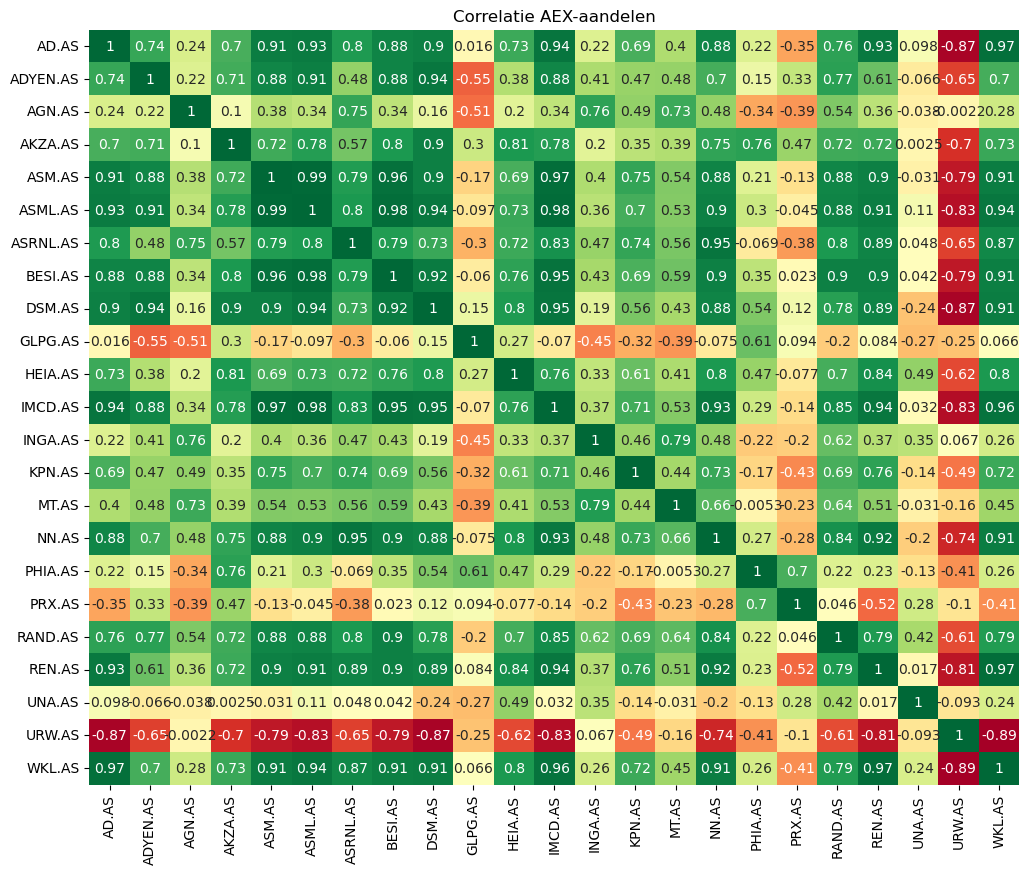 Correlatie AEX-aandelen
AD.AS 1 0.74 0.24 0.7 0.91 0.93 0.8 0.88 0.9 0.016 0.73 0.94 0.22 0.69 0.4 0.88 0.22 -0.35 0.76 0.93 0.098 -0.87 0.97
ADYEN.AS 0.74 1 0.22 0.71 0.88 0.91 0.48 0.88 0.94 -0.55 0.38 0.88 0.41 0.47 0.48 0.7 0.15 0.33 0.77 0.61 -0.066 -0.65 0.7
AGN.AS 0.24 0.22 1 0.1 0.38 0.34 0.75 0.34 0.16 -0.51 0.2 0.34 0.76 0.49 0.73 0.48 -0.34 -0.39 0.54 0.36 -0.038 0.28
AKZA.AS 0.7 0.71 0.1 1 0.72 0.78 0.57 0.8 0.9 0.3 0.81 0.78 0.2 0.35 0.39 0.75 0.76 0.47 0.72 0.72 0.0025 -0.7 0.73
ASM.AS 0.91 0.88 0.38 0.72 1 0.99 0.79 0.96 0.9 -0.17 0.69 0.97 0.4 0.75 0.54 0.88 0.21 -0.13 0.88 0.9 -0.031 -0.79 0.91
ASML.AS 0.93 0.91 0.34 0.78 0.99 1 0.8 0.98 0.94 -0.097 0.73 0.98 0.36 0.7 0.53 0.9 0.3 -0.045 0.88 0.91 0.11 -0.83 0.94
ASRNL.AS 0.8 0.48 0.75 0.57 0.79 0.8 1 0.79 0.73 -0.3 0.72 0.83 0.47 0.74 0.56 0.95 -0.069 -0.38 0.8 0.89 0.048 -0.65 0.87
BESI.AS 0.88 0.88 0.34 0.8 0.96 0.98 0.79 1 0.92 -0.06 0.76 0.95 0.43 0.69 0.59 0.9 0.35 0.023 0.9 0.9 0.042 -0.79 0.91
DSM.AS 0.9 0.94 0.16 0.9 0.9 0.94 0.73 0.92 1 0.15 0.8 0.95 0.19 0.56 0.43 0.88 0.54 0.12 0.78 0.89 -0.24 -0.87 0.91
GLPG.AS 0.016 -0.55 -0.51 0.3 -0.17 -0.097 -0.3 -0.06 0.15 1 0.27 -0.07 -0.45 -0.32 -0.39 -0.075 0.61 0.094 -0.2 0.084 -0.27 -0.25 0.066
HEIA.AS 0.73 0.38 0.2 0.81 0.69 0.73 0.72 0.76 0.8 0.27 1 0.76 0.33 0.61 0.41 0.8 0.47 -0.077 0.7 0.84 0.49 -0.62 0.8
IMCD.AS 0.94 0.88 0.34 0.78 0.97 0.98 0.83 0.95 0.95 -0.07 0.76 1 0.37 0.71 0.53 0.93 0.29 -0.14 0.85 0.94 0.032 -0.83 0.96
INGA.AS 0.22 0.41 0.76 0.2 0.4 0.36 0.47 0.43 0.19 -0.45 0.33 0.37 1 0.46 0.79 0.48 -0.22 -0.2 0.62 0.37 0.35 0.067 0.26
KPN.AS 0.69 0.47 0.49 0.35 0.75 0.7 0.74 0.69 0.56 -0.32 0.61 0.71 0.46 1 0.44 0.73 -0.17 -0.43 0.69 0.76 -0.14 -0.49 0.72
MT.AS 0.4 0.48 0.73 0.39 0.54 0.53 0.56 0.59 0.43 -0.39 0.41 0.53 0.79 0.44 1 0.66 -0.0053 -0.23 0.64 0.51 -0.031 -0.16 0.45
NN.AS 0.88 0.7 0.48 0.75 0.88 0.9 0.95 0.9 0.88 -0.075 0.8 0.93 0.48 0.73 0.66 1 0.27 -0.28 0.84 0.92 -0.2 -0.74 0.91
PHIA.AS 0.22 0.15 -0.34 0.76 0.21 0.3 -0.069 0.35 0.54 0.61 0.47 0.29 -0.22 -0.17 -0.0053 0.27 1 0.7 0.22 0.23 -0.13 -0.41 0.26
PRX.AS -0.35 0.33 -0.39 0.47 -0.13 -0.045 -0.38 0.023 0.12 0.094 -0.077 -0.14 -0.2 -0.43 -0.23 -0.28 0.7 1 0.046 -0.52 0.28 -0.1 -0.41
RAND.AS 0.76 0.77 0.54 0.72 0.88 0.88 0.8 0.9 0.78 -0.2 0.7 0.85 0.62 0.69 0.64 0.84 0.22 0.046 1 0.79 0.42 -0.61 0.79
REN.AS 0.93 0.61 0.36 0.72 0.9 0.91 0.89 0.9 0.89 0.084 0.84 0.94 0.37 0.76 0.51 0.92 0.23 -0.52 0.79 1 0.017 -0.81 0.97
UNA.AS 0.098 -0.066 -0.038 0.0025 -0.031 0.11 0.048 0.042 -0.24 -0.27 0.49 0.032 0.35 -0.14 -0.031 -0.2 -0.13 0.28 0.42 0.017 1 -0.093 0.24
URW.AS -0.87 -0.65 -0.7 -0.79 -0.83 -0.65 -0.79 -0.87 -0.25 -0.62 -0.83 0.067 -0.49 -0.16 -0.74 -0.41 -0.1 -0.61 -0.81 -0.093 1 -0.89
WKL.AS 0.97 0.7 0.28 0.73 0.91 0.94 0.87 0.91 0.91 0.066 0.8 0.96 0.26 0.72 0.45 0.91 0.26 -0.41 0.79 0.97 0.24 -0.89 1
AD.AS ADYEN.AS AGN.AS AKZA.AS ASM.AS ASML.AS ASRNL.AS BESI.AS DSM.AS GLPG.AS HEIA.AS IMCD.AS INGA.AS KPN.AS MT.AS NN.AS PHIA.AS PRX.AS RAND.AS REN.AS UNA.AS URW.AS WKL.AS